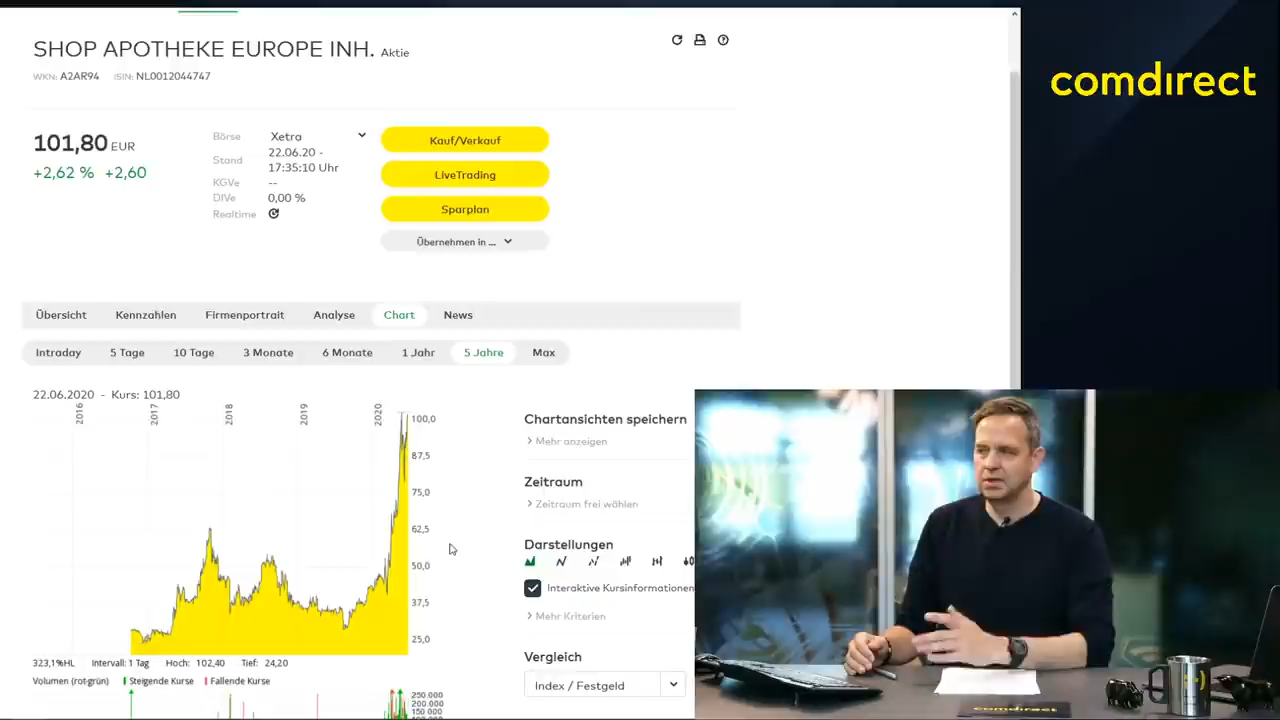 SHOP APOTHEKE EUROPE INH. Aktie
WKN: A2AR94 ISIN: NL0012044747
comdirect
101,80 EUR
+2,62 % +2,60
Börse Xetra
Stand 22.06.20 -
17:35:10 Uhr
KGVe --
DIVe 0,00 %
Realtime
Kauf/Verkauf
LiveTrading
Sparplan
Übernehmen in ...
Übersicht Kennzahlen Firmenportrait Analyse Chart News
Intraday 5 Tage 10 Tage 3 Monate 6 Monate 1 Jahr 5 Jahre Max
22.06.2020 - Kurs: 101,80
2016 2017 2018 2019 2020
100,0
87,5
75,0
62,5
50,0
37,5
25,0
323,1%HL Intervall: 1 Tag Hoch: 102,40 Tief: 24,20
Volumen (rot-grün) Steigende Kurse Fallende Kurse
250.000
200.000
150 000
Chartansichten speichern
Mehr anzeigen
Zeitraum
Zeitraum frei wählen
Darstellungen
Interaktive Kursinformationen
Mehr Kriterien
Vergleich
Index / Festgeld
comdirect